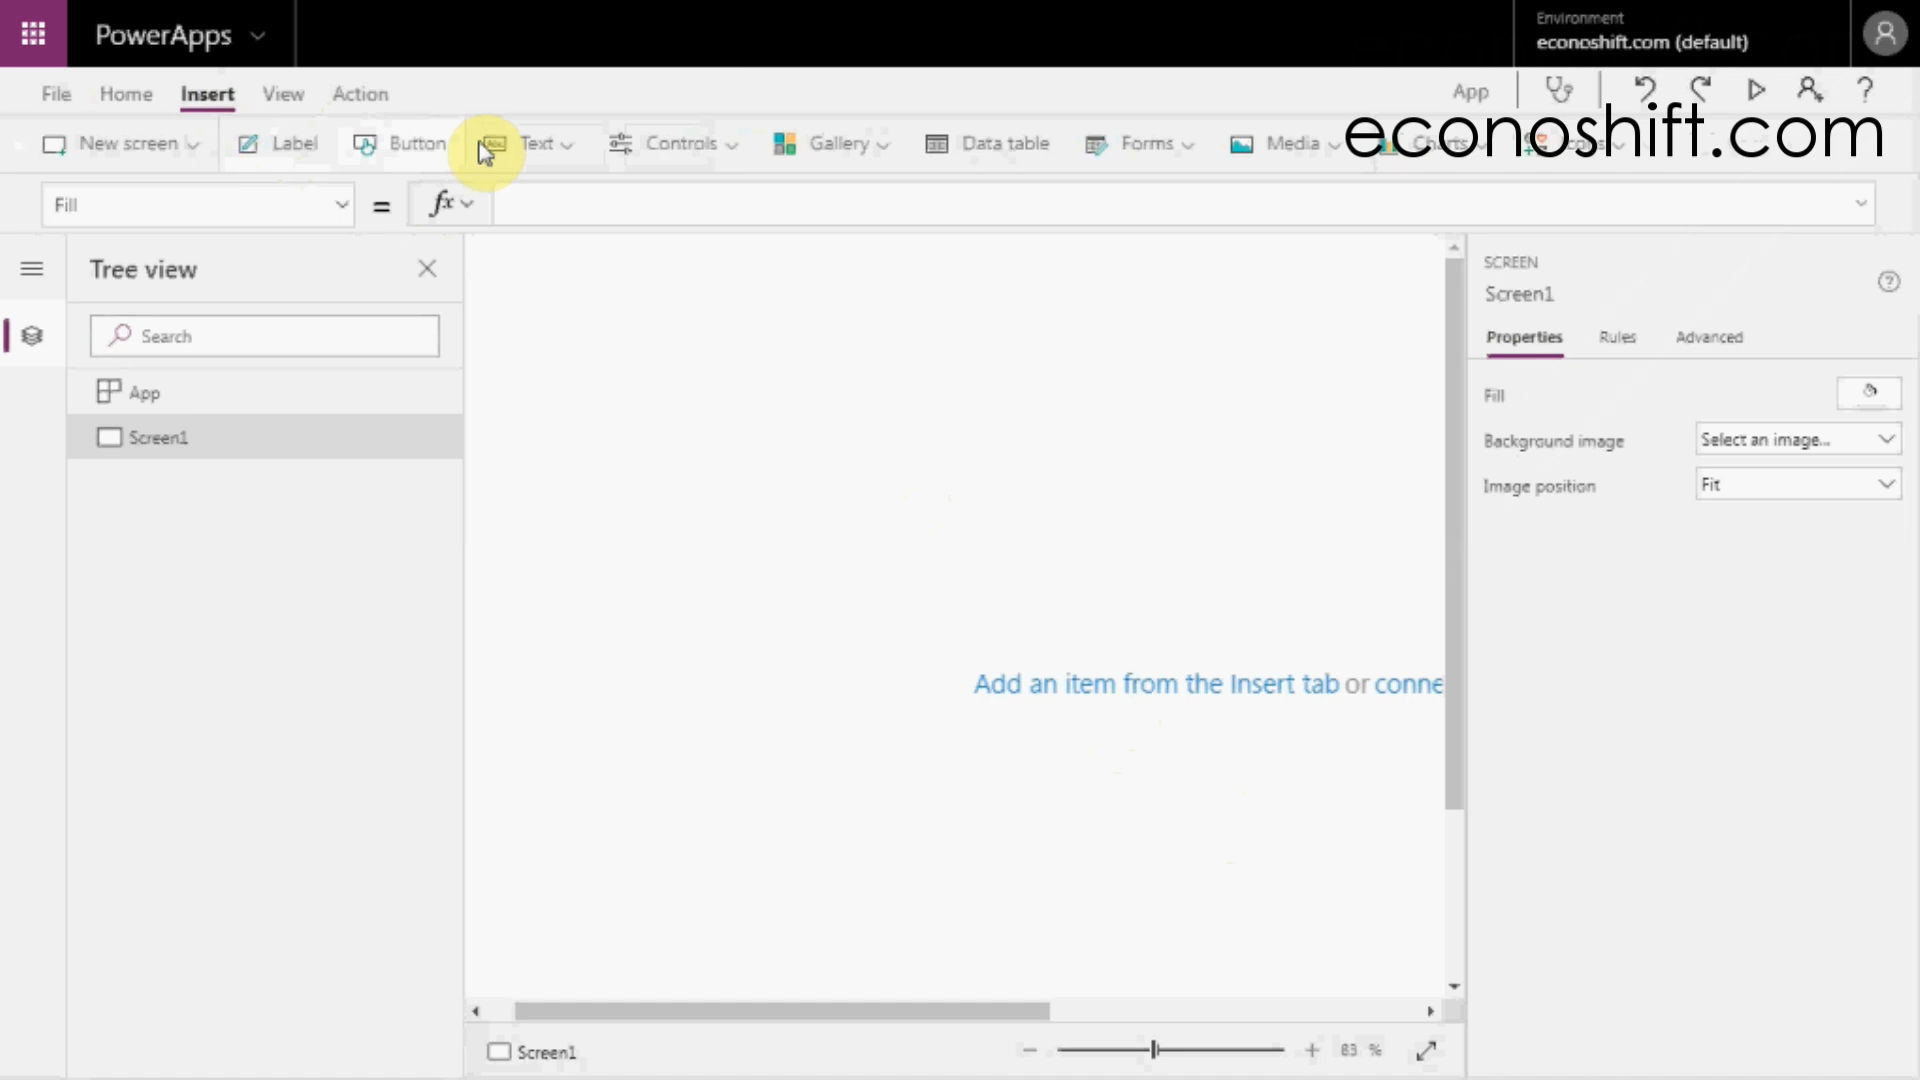 PowerApps
Environment
econoshift.com (default)
File Home Insert View Action
App
econoshift.com
New screen Label Button Text Controls Gallery Data table Forms Media Charts Icons
Fill = fx
Tree view
Search
App
Screen1
Add an item from the Insert tab or conne
SCREEN
Screen1
Properties Rules Advanced
Fill
Background image Select an image...
Image position Fit
Screen1
83 %